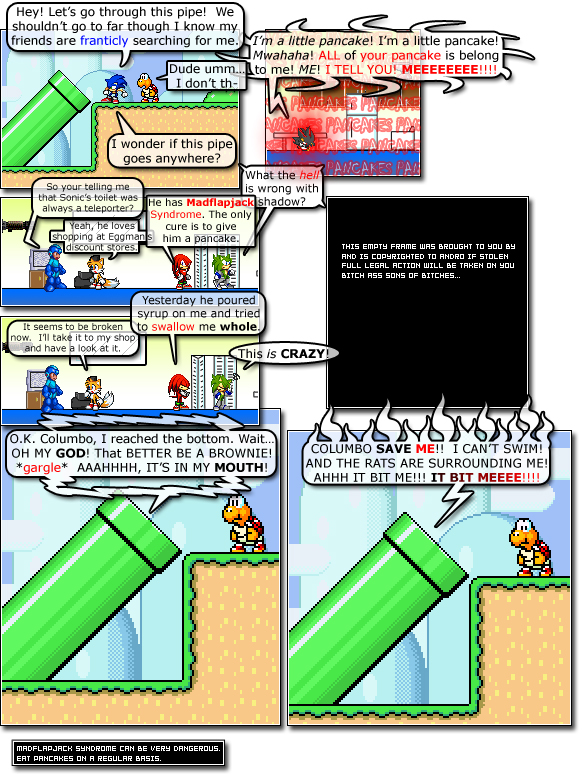 Hey! Let's go through this pipe!  We
shouldn't go to far though I know my
friends are franticly searching for me.
Dude umm...
I don't th-
I wonder if this pipe
goes anywhere?
I'm a little pancake! I'm a little pancake!
Mwahaha! ALL of your pancake is belong
to me! ME! I TELL YOU! MEEEEEEEE!!!!
PANCAKES PANCAKES PANCAKES
What the hell
is wrong with
shadow?
So your telling me
that Sonic's toilet was
always a teleporter?
Yeah, he loves
shopping at Eggman's
discount stores.
He has Madflapjack
Syndrome. The only
cure is to give
him a pancake.
THIS EMPTY FRAME WAS BROUGHT TO YOU BY
AND IS COPYRIGHTED TO ANDRO IF STOLEN
FULL LEGAL ACTION WILL BE TAKEN ON YOU
BITCH ASS SONS OF BITCHES...
It seems to be broken
now.  I'll take it to my shop
and have a look at it.
Yesterday he poured
syrup on me and tried
to swallow me whole.
This is CRAZY!
O.K. Columbo, I reached the bottom. Wait...
OH MY GOD! That BETTER BE A BROWNIE!
*gargle*  AAAHHHH, IT'S IN MY MOUTH!
COLUMBO SAVE ME!!  I CAN'T SWIM!
AND THE RATS ARE SURROUNDING ME!
AHHH IT BIT ME!!! IT BIT MEEEE!!!!
MADFLAPJACK SYNDROME CAN BE VERY DANGEROUS.
EAT PANCAKES ON A REGULAR BASIS.